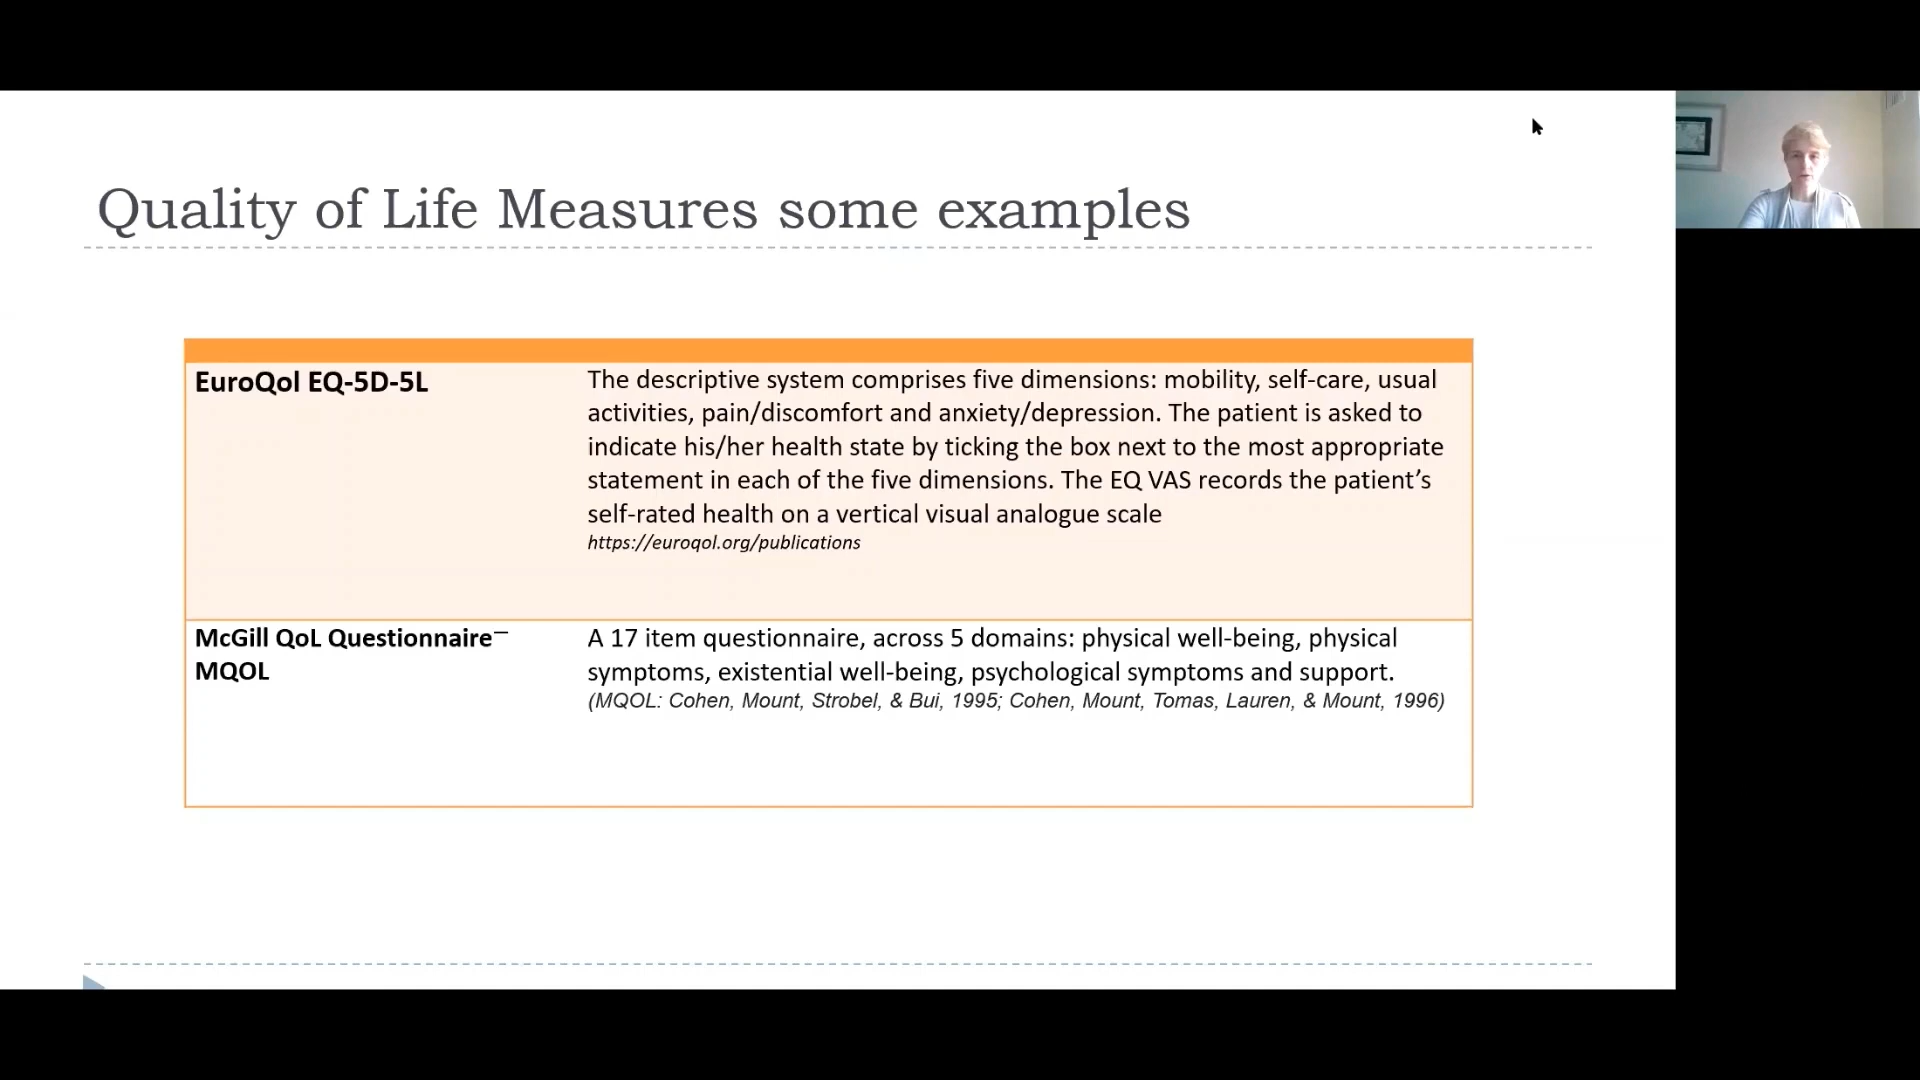 Quality of Life Measures some examples
EuroQol EQ-5D-5L
The descriptive system comprises five dimensions: mobility, self-care, usual
activities, pain/discomfort and anxiety/depression. The patient is asked to
indicate his/her health state by ticking the box next to the most appropriate
statement in each of the five dimensions. The EQ VAS records the patient’s
self-rated health on a vertical visual analogue scale
https://euroqol.org/publications
McGill QoL Questionnaire—
MQOL
A 17 item questionnaire, across 5 domains: physical well-being, physical
symptoms, existential well-being, psychological symptoms and support.
(MQOL: Cohen, Mount, Strobel, & Bui, 1995; Cohen, Mount, Tomas, Lauren, & Mount, 1996)